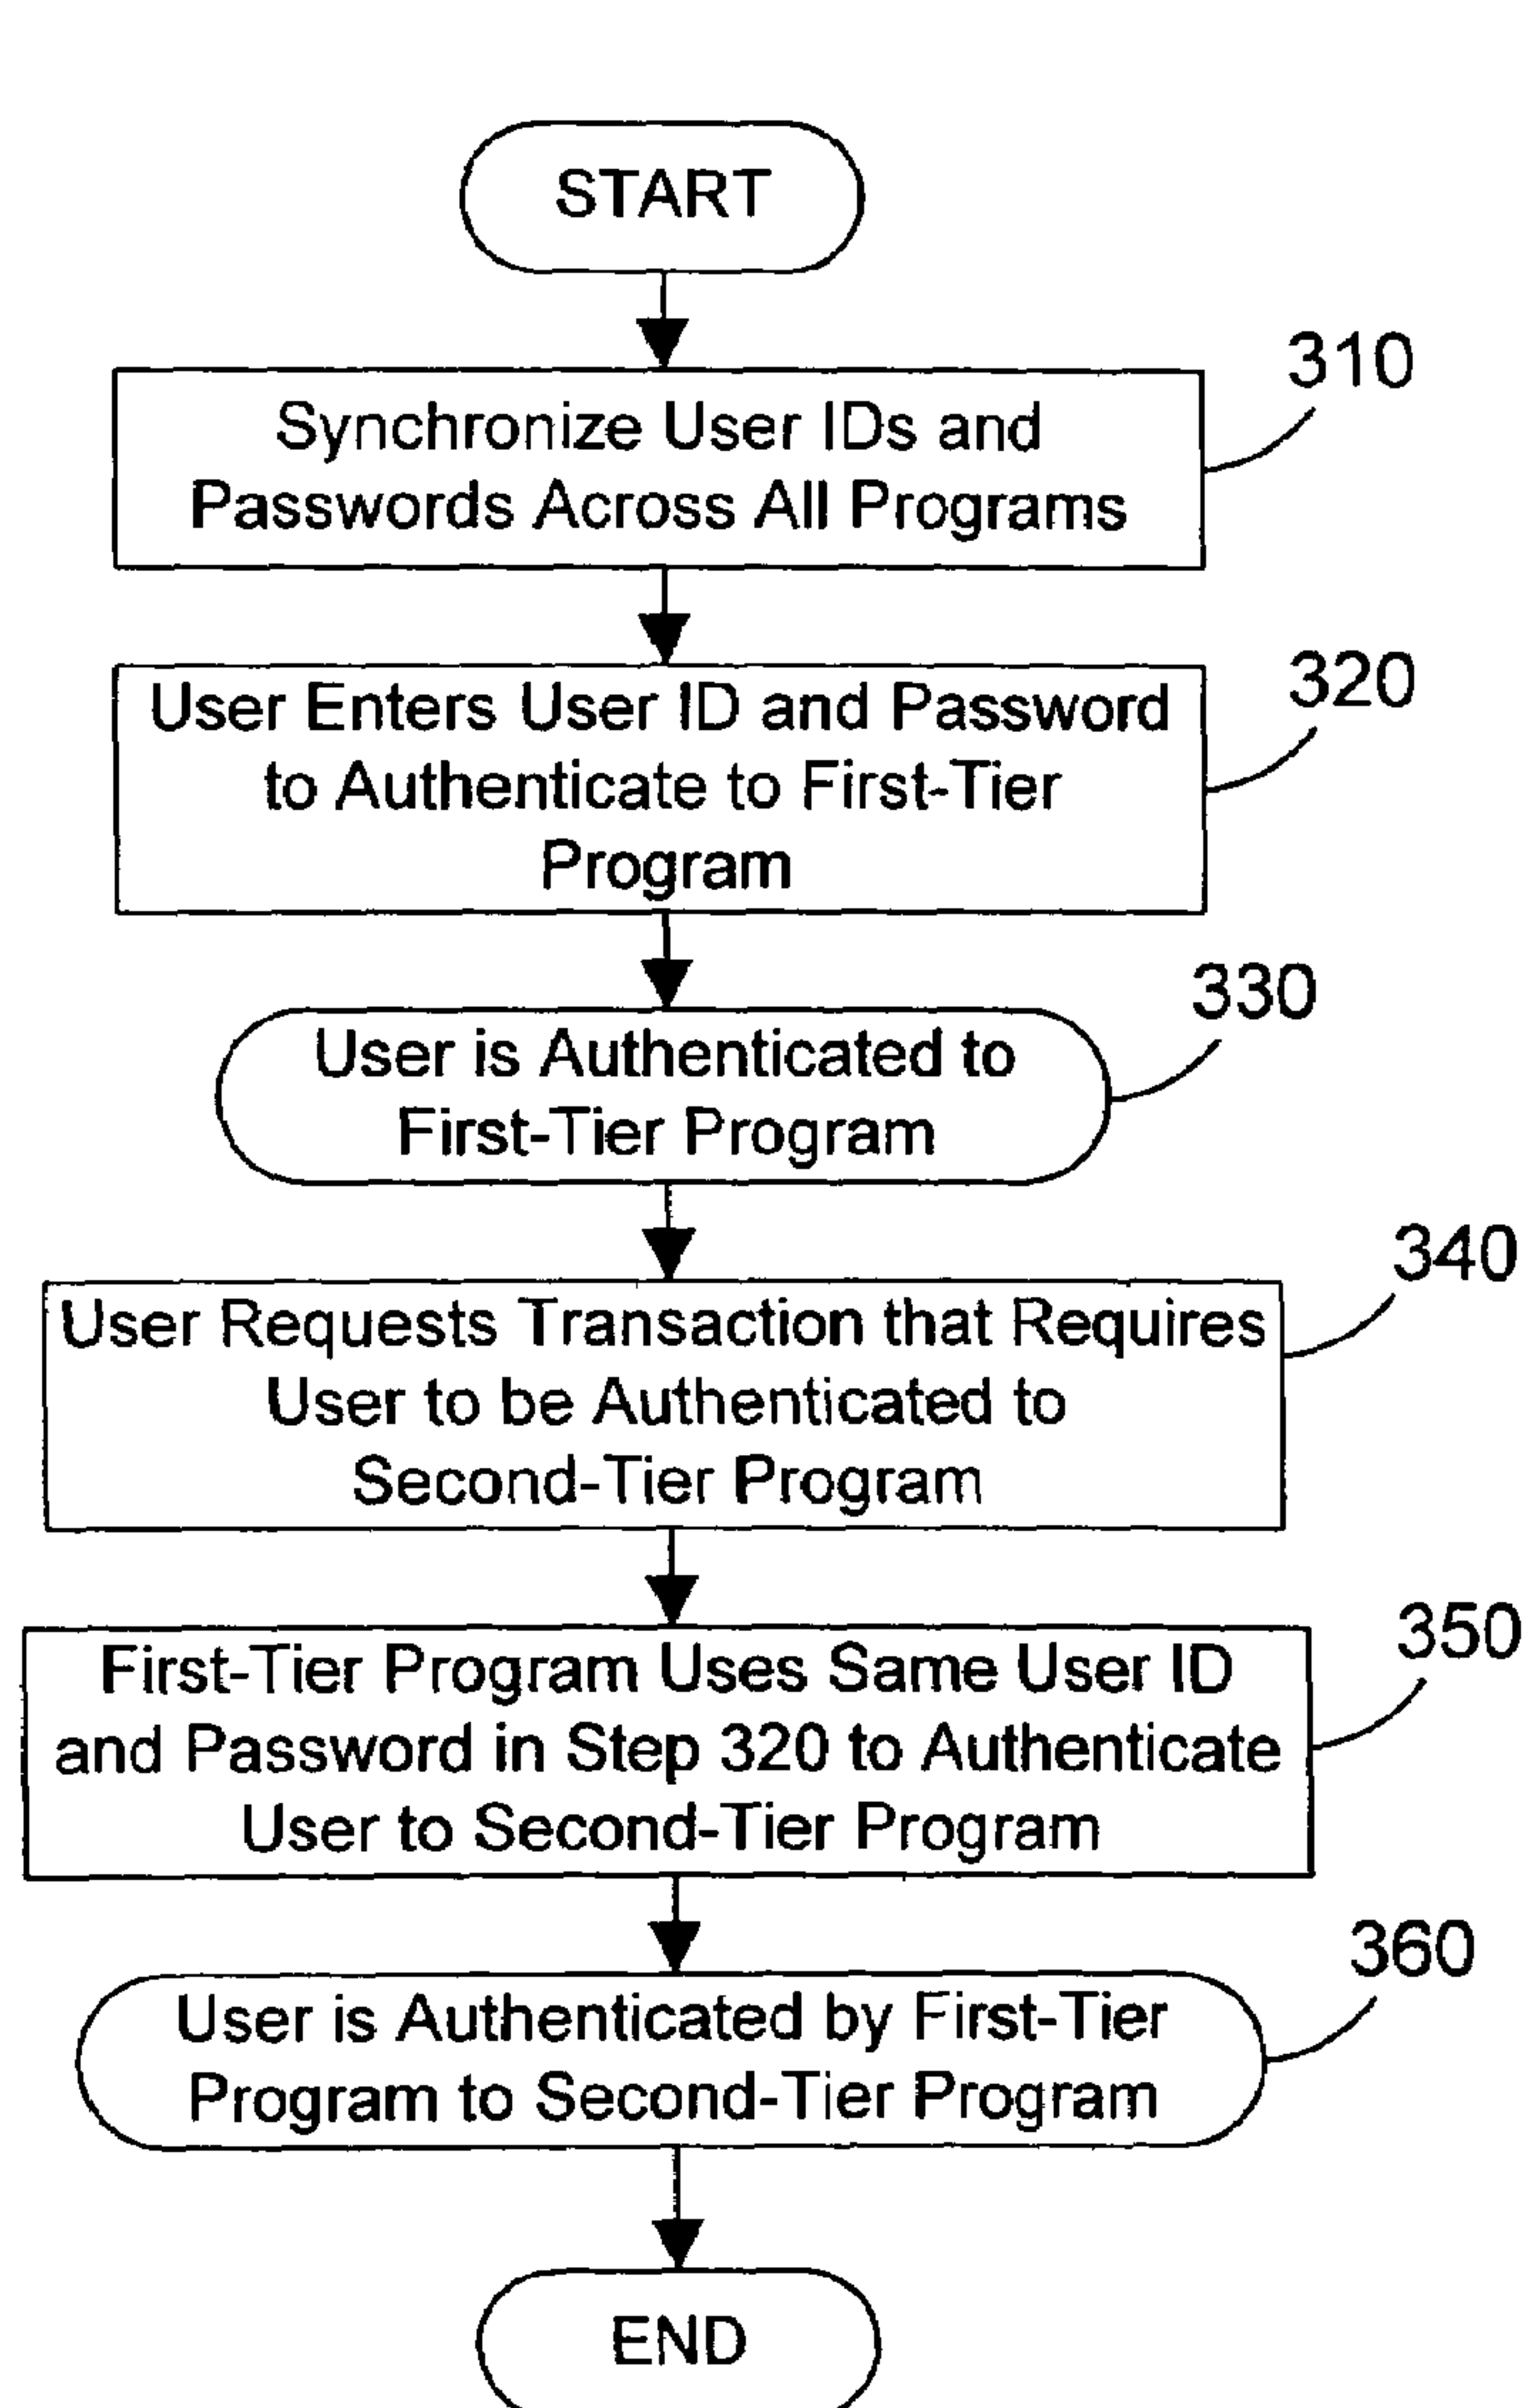 START
310
Synchronize User IDs and
Passwords Across All Programs
320
User Enters User ID and Password
to Authenticate to First-Tier
Program
330
User is Authenticated to
First-Tier Program
340
User Requests Transaction that Requires
User to be Authenticated to
Second-Tier Program
350
First-Tier Program Uses Same User ID
and Password in Step 320 to Authenticate
User to Second-Tier Program
360
User is Authenticated by First-Tier
Program to Second-Tier Program
END